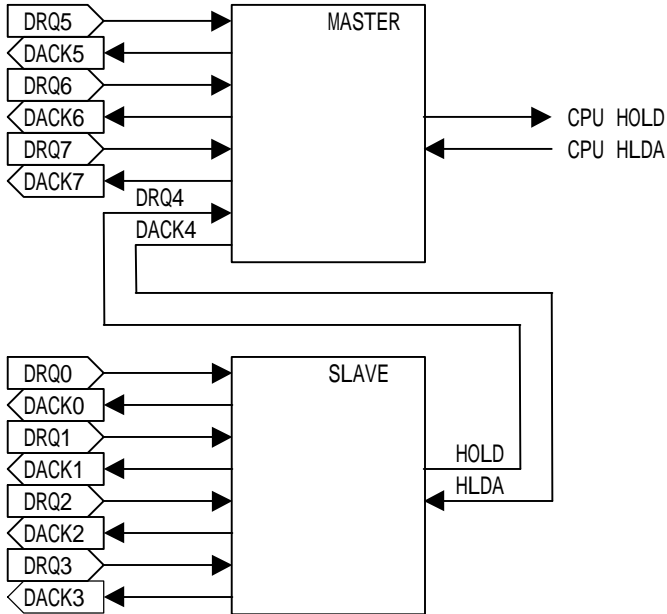 DRQ5
MASTER
DACK5
DRQ6
DACK6
CPU HOLD
DRQ7
CPU HLDA
DACK7
DRQ4
DACK4
DRQ0
SLAVE
DACK0
DRQ1
HOLD
DACK1
HLDA
DRQ2
DACK2
DRQ3
DACK3